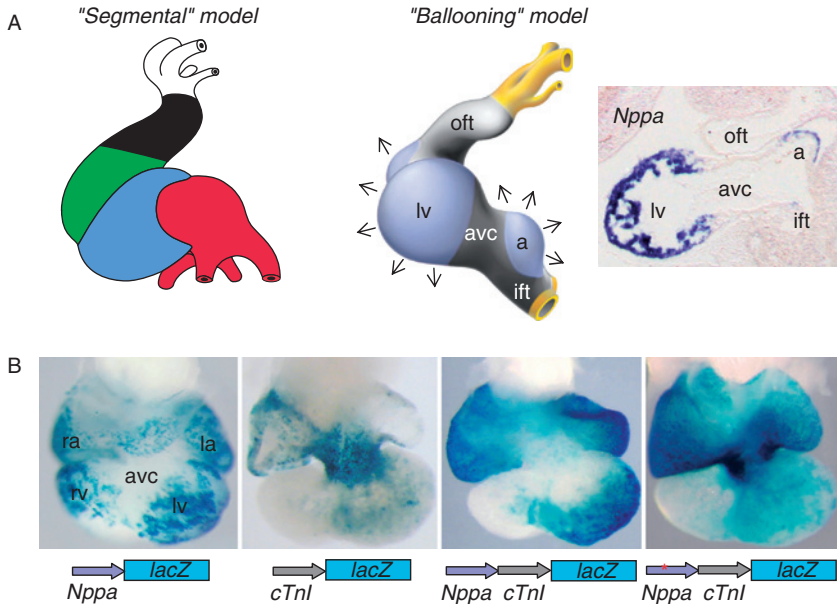 A
"Segmental" model
"Ballooning" model
oft
lv
avc
a
ift
Nppa
oft
a
avc
lv
ift
B
ra
la
avc
rv
lv
lacZ
Nppa
lacZ
cTnI
lacZ
Nppa cTnI
lacZ
Nppa cTnI